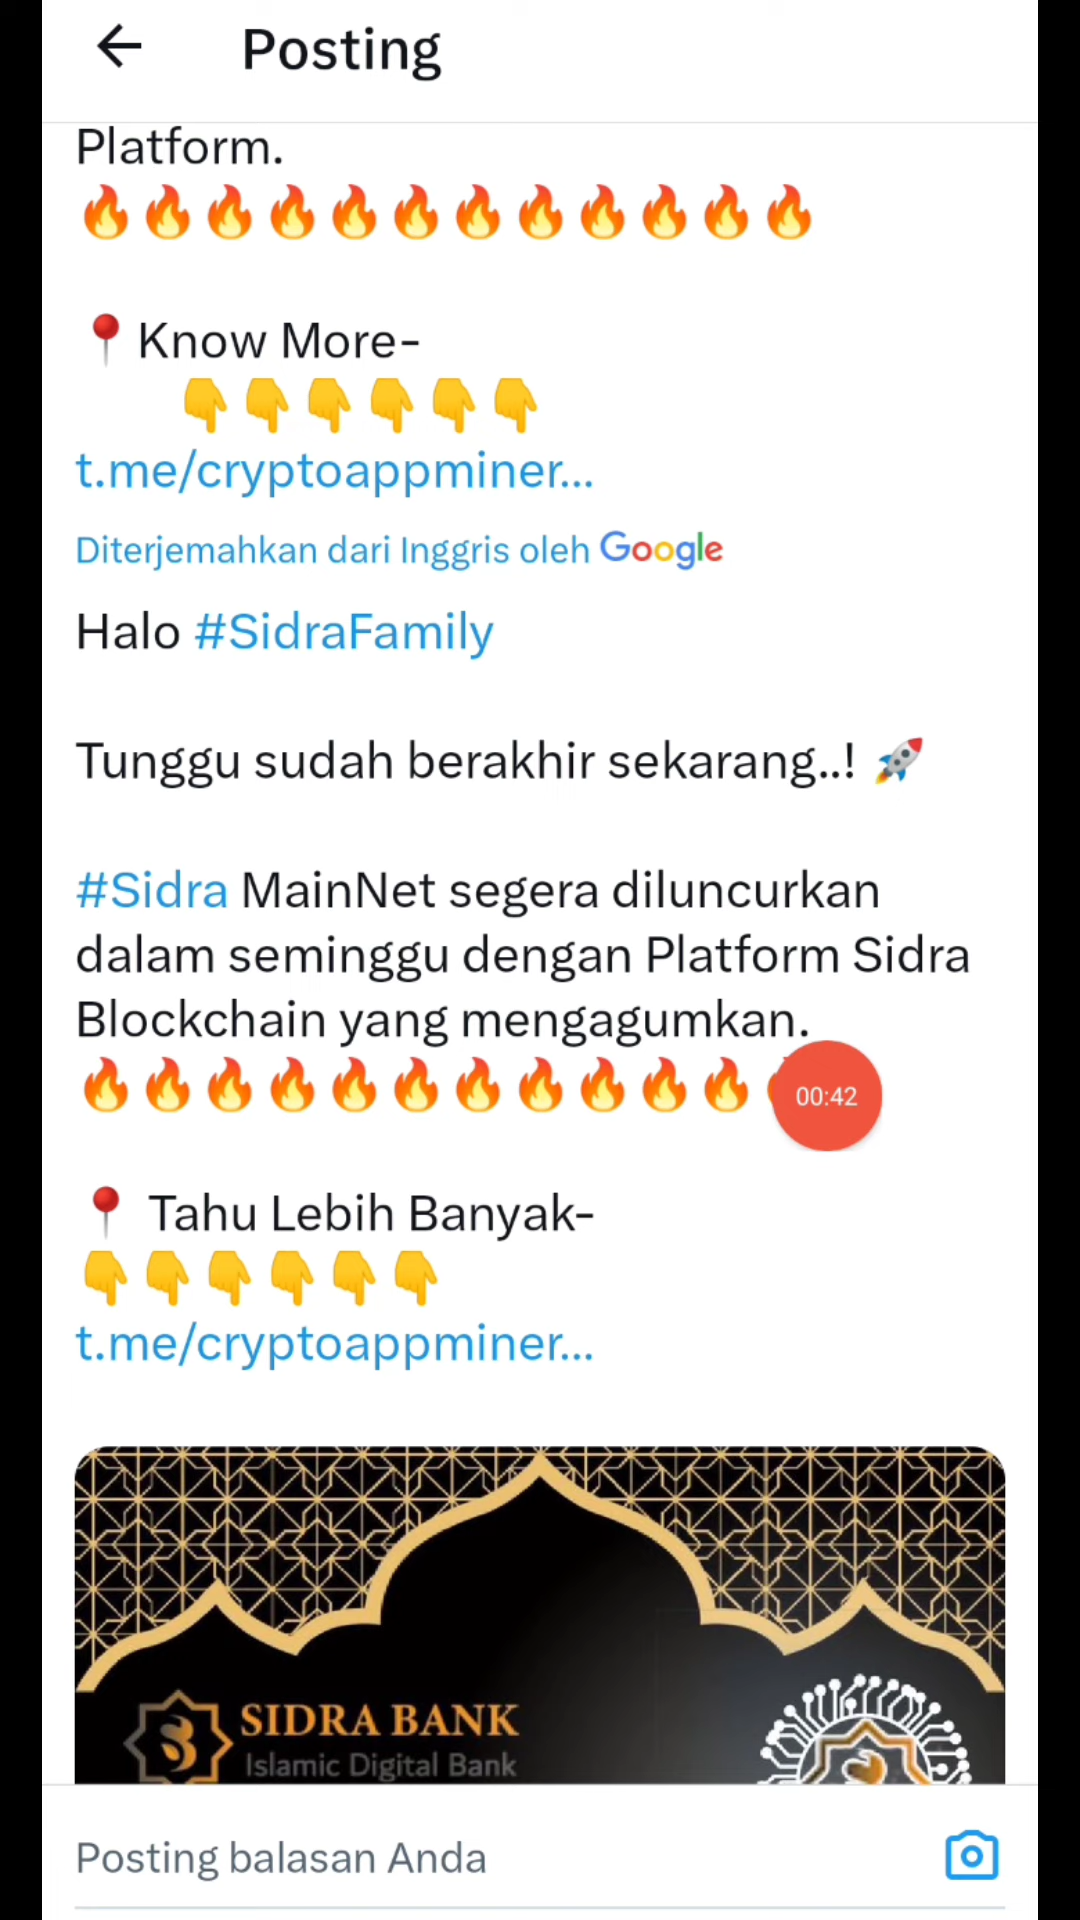 Posting
Platform.
🔥🔥🔥🔥🔥🔥🔥🔥🔥🔥🔥🔥
📍Know More-
👇👇👇👇👇👇
t.me/cryptoappminer...
Diterjemahkan dari Inggris oleh Google
Halo #SidraFamily
Tunggu sudah berakhir sekarang..! 🚀
#Sidra MainNet segera diluncurkan
dalam seminggu dengan Platform Sidra
Blockchain yang mengagumkan.
🔥🔥🔥🔥🔥🔥🔥🔥🔥🔥🔥
00:42
📍 Tahu Lebih Banyak-
👇👇👇👇👇👇
t.me/cryptoappminer...
SIDRA BANK
Islamic Digital Bank
Posting balasan Anda